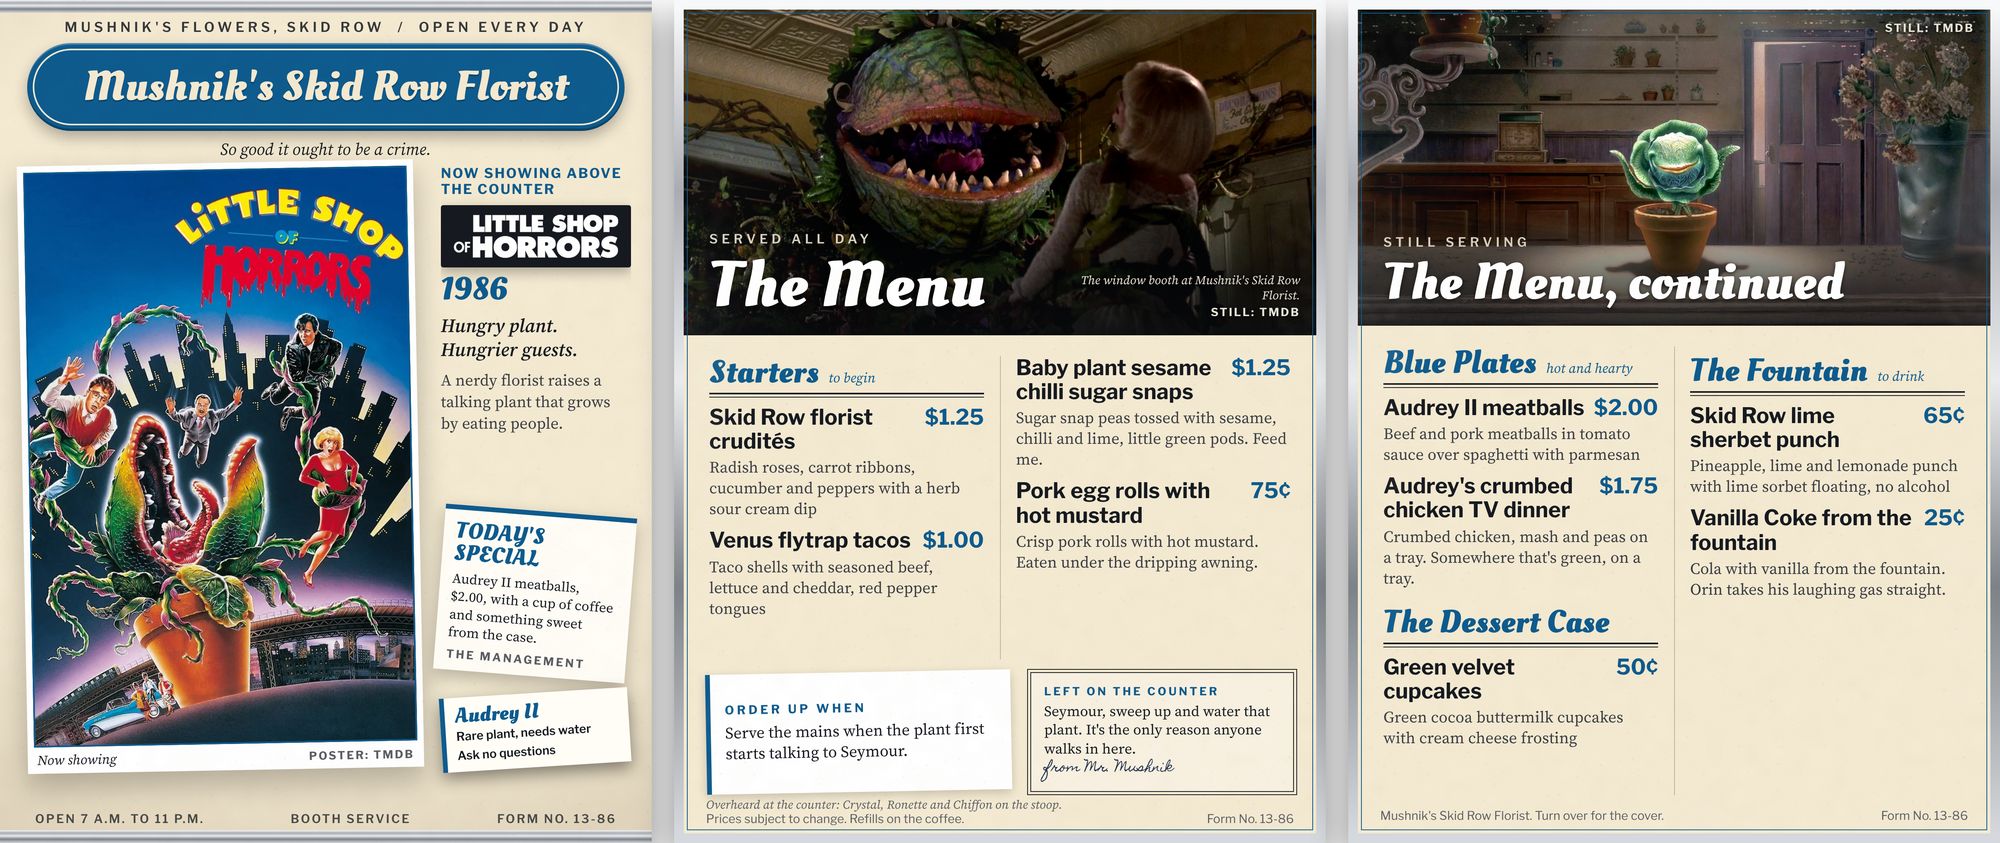 MUSHNIK'S FLOWERS, SKID ROW / OPEN EVERY DAY
Mushnik's Skid Row Florist
So good it ought to be a crime.
LITTLE SHOP
OF
HORRORS
Now showing
POSTER: TMDB
NOW SHOWING ABOVE
THE COUNTER
LITTLE SHOP
OF HORRORS
1986
Hungry plant.
Hungrier guests.
A nerdy florist raises a
talking plant that grows
by eating people.
TODAY'S
SPECIAL
Audrey II meatballs,
$2.00, with a cup of coffee
and something sweet
from the case.
THE MANAGEMENT
Audrey II
Rare plant, needs water
Ask no questions
OPEN 7 A.M. TO 11 P.M.
BOOTH SERVICE
FORM NO. 13-86
SERVED ALL DAY
The Menu
The window booth at Mushnik's Skid Row
Florist.
STILL: TMDB
Starters to begin
Skid Row florist $1.25
crudités
Radish roses, carrot ribbons,
cucumber and peppers with a herb
sour cream dip
Venus flytrap tacos $1.00
Taco shells with seasoned beef,
lettuce and cheddar, red pepper
tongues
Baby plant sesame $1.25
chilli sugar snaps
Sugar snap peas tossed with sesame,
chilli and lime, little green pods. Feed
me.
Pork egg rolls with 75¢
hot mustard
Crisp pork rolls with hot mustard.
Eaten under the dripping awning.
ORDER UP WHEN
Serve the mains when the plant first
starts talking to Seymour.
LEFT ON THE COUNTER
Seymour, sweep up and water that
plant. It's the only reason anyone
walks in here.
from Mr. Mushnik
Overheard at the counter: Crystal, Ronette and Chiffon on the stoop.
Prices subject to change. Refills on the coffee.
Form No. 13-86
STILL: TMDB
STILL SERVING
The Menu, continued
Blue Plates hot and hearty
Audrey II meatballs $2.00
Beef and pork meatballs in tomato
sauce over spaghetti with parmesan
Audrey's crumbed $1.75
chicken TV dinner
Crumbed chicken, mash and peas on
a tray. Somewhere that's green, on a
tray.
The Dessert Case
Green velvet 50¢
cupcakes
Green cocoa buttermilk cupcakes
with cream cheese frosting
The Fountain to drink
Skid Row lime 65¢
sherbet punch
Pineapple, lime and lemonade punch
with lime sorbet floating, no alcohol
Vanilla Coke from the 25¢
fountain
Cola with vanilla from the fountain.
Orin takes his laughing gas straight.
Mushnik's Skid Row Florist. Turn over for the cover.
Form No. 13-86